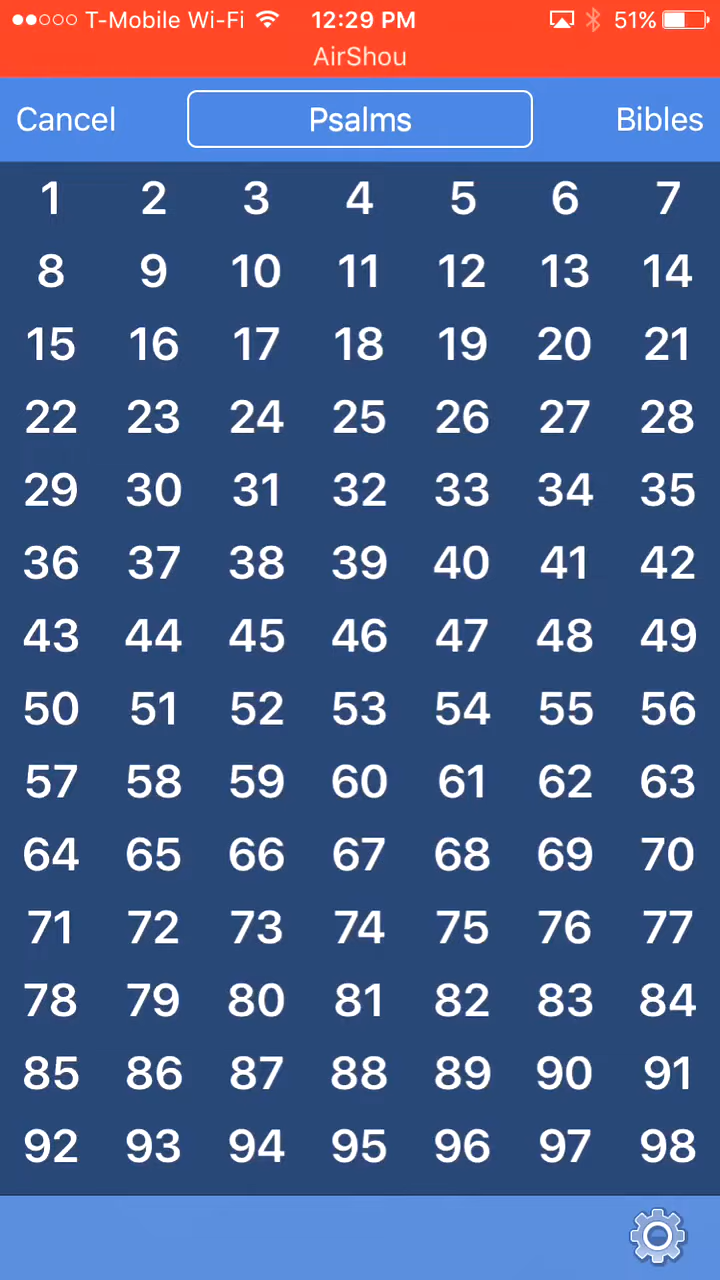 T-Mobile Wi-Fi 12:29 PM 51%
AirShou
Cancel Psalms Bibles
1 2 3 4 5 6 7
8 9 10 11 12 13 14
15 16 17 18 19 20 21
22 23 24 25 26 27 28
29 30 31 32 33 34 35
36 37 38 39 40 41 42
43 44 45 46 47 48 49
50 51 52 53 54 55 56
57 58 59 60 61 62 63
64 65 66 67 68 69 70
71 72 73 74 75 76 77
78 79 80 81 82 83 84
85 86 87 88 89 90 91
92 93 94 95 96 97 98